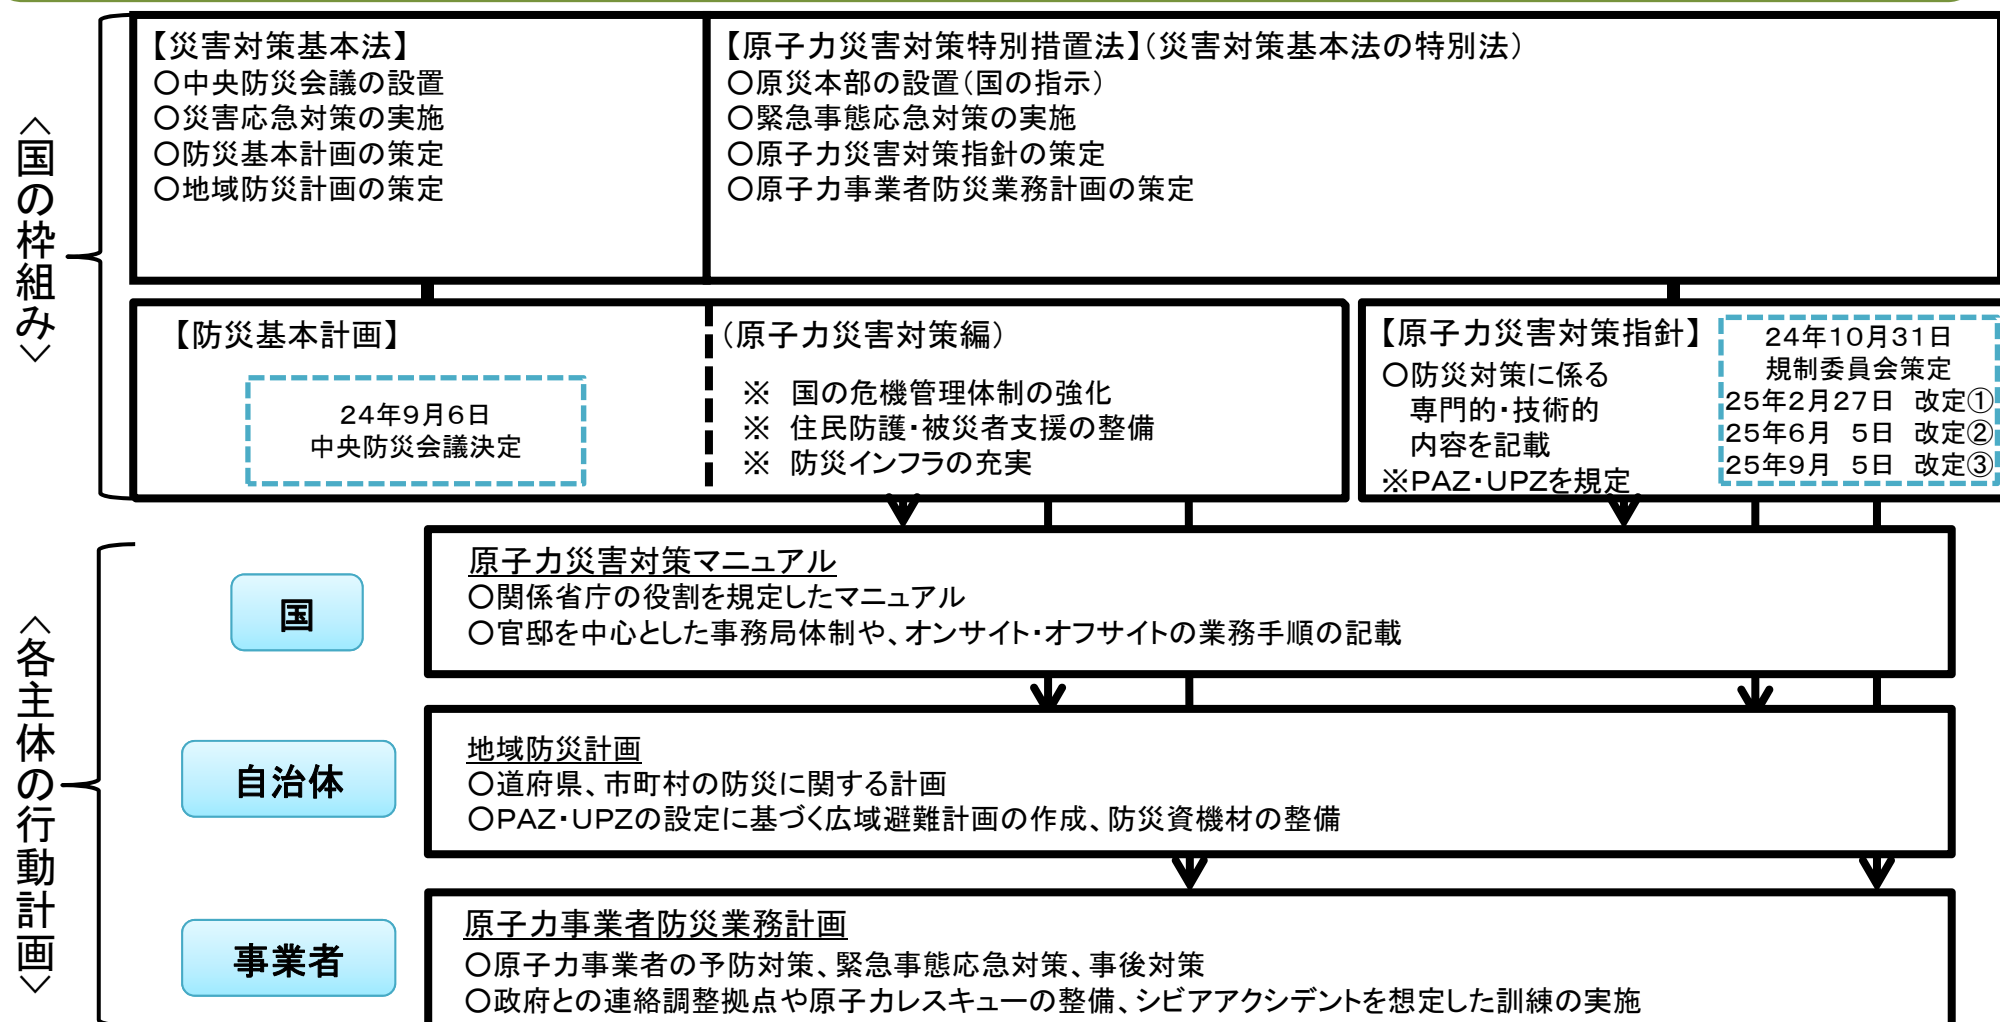 〈国の枠組み〉
【災害対策基本法】
○中央防災会議の設置
○災害応急対策の実施
○防災基本計画の策定
○地域防災計画の策定
【原子力災害対策特別措置法】(災害対策基本法の特別法)
○原災本部の設置(国の指示)
○緊急事態応急対策の実施
○原子力災害対策指針の策定
○原子力事業者防災業務計画の策定
【防災基本計画】
24年9月6日
中央防災会議決定
(原子力災害対策編)
※ 国の危機管理体制の強化
※ 住民防護・被災者支援の整備
※ 防災インフラの充実
【原子力災害対策指針】
○防災対策に係る
専門的・技術的
内容を記載
※PAZ・UPZを規定
24年10月31日
規制委員会策定
25年2月27日 改定①
25年6月 5日 改定②
25年9月 5日 改定③
〈各主体の行動計画〉
国
原子力災害対策マニュアル
○関係省庁の役割を規定したマニュアル
○官邸を中心とした事務局体制や、オンサイト・オフサイトの業務手順の記載
自治体
地域防災計画
○道府県、市町村の防災に関する計画
○PAZ・UPZの設定に基づく広域避難計画の作成、防災資機材の整備
事業者
原子力事業者防災業務計画
○原子力事業者の予防対策、緊急事態応急対策、事後対策
○政府との連絡調整拠点や原子力レスキューの整備、シビアアクシデントを想定した訓練の実施